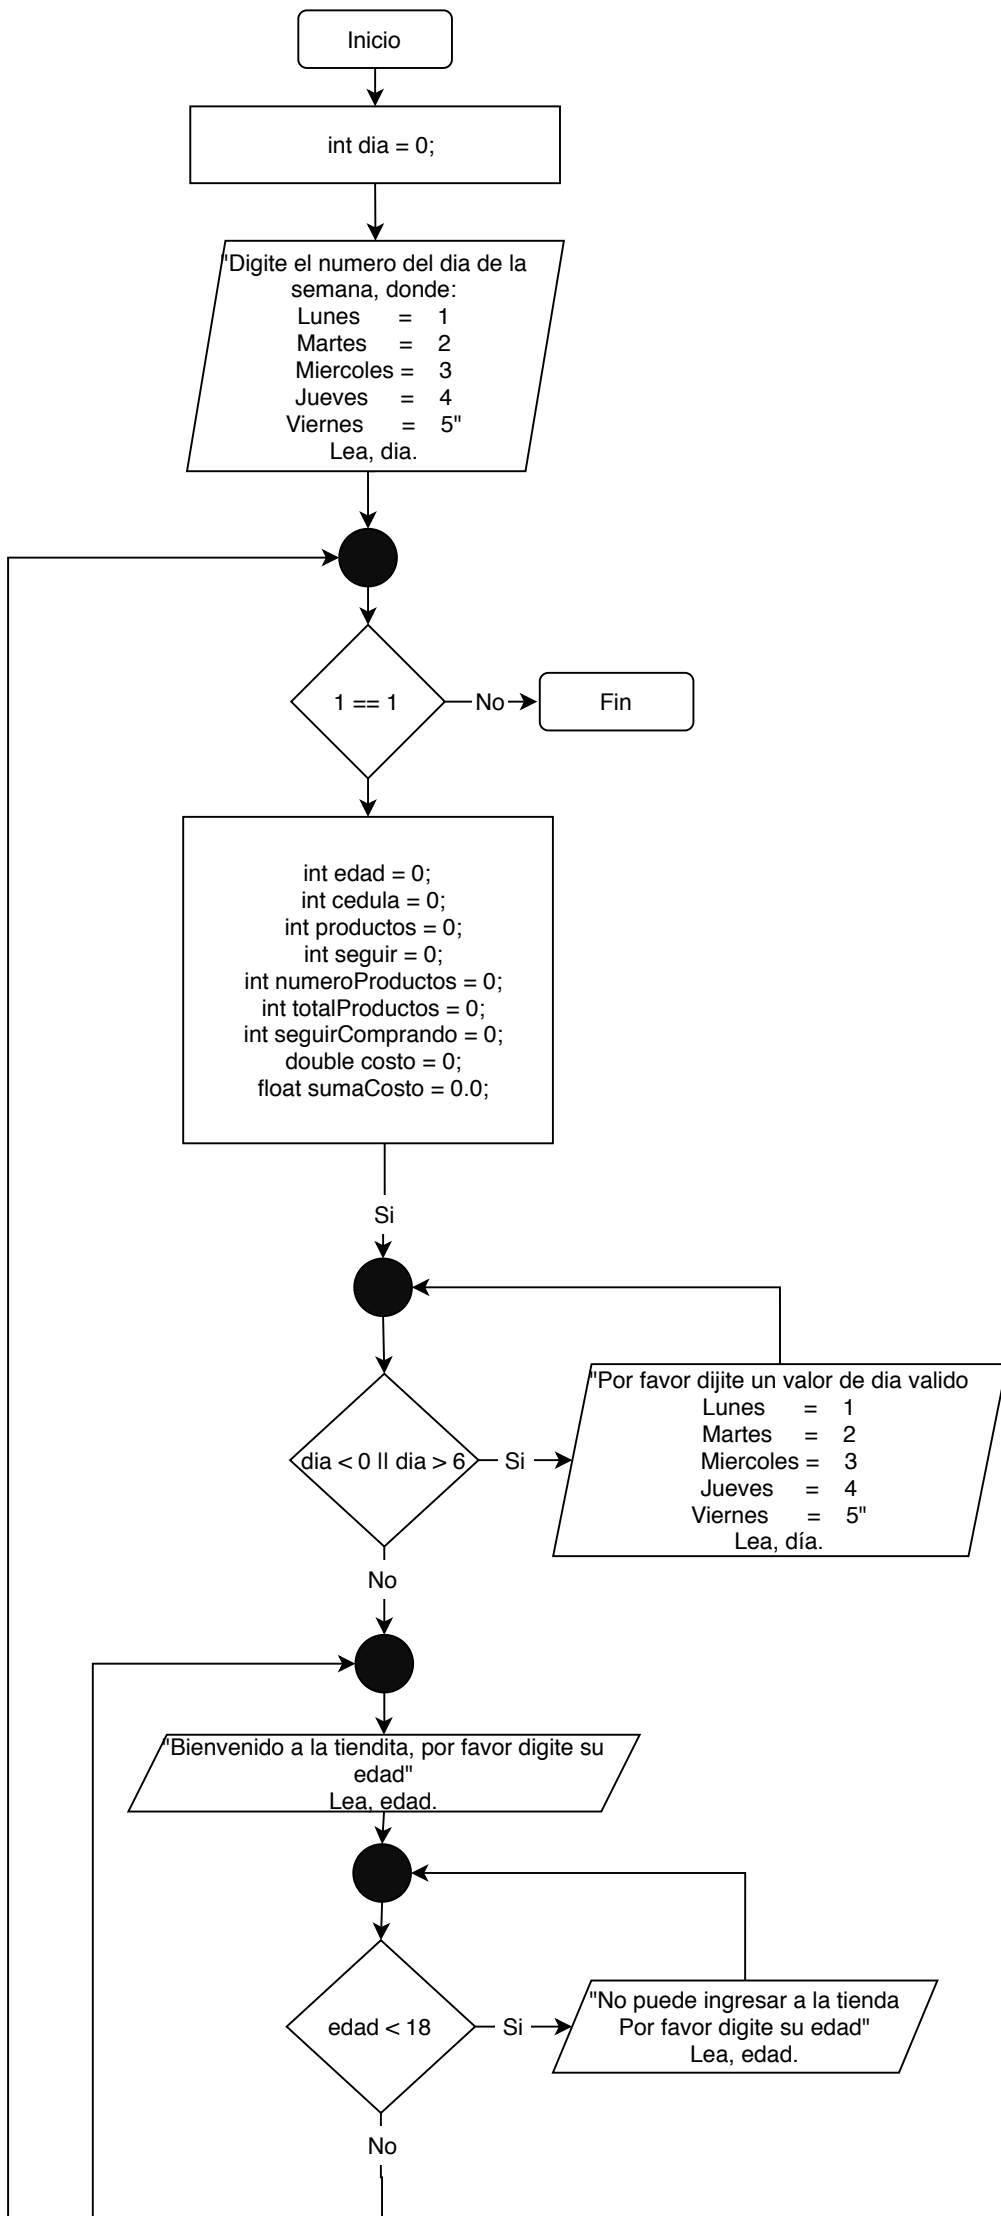 Inicio
int dia = 0;
"Digite el numero del dia de la
semana, donde:
Lunes = 1
Martes = 2
Miercoles = 3
Jueves = 4
Viernes = 5"
Lea, dia.
1 == 1
No
Fin
int edad = 0;
int cedula = 0;
int productos = 0;
int seguir = 0;
int numeroProductos = 0;
int totalProductos = 0;
int seguirComprando = 0;
double costo = 0;
float sumaCosto = 0.0;
Si
"Por favor dijite un valor de dia valido
Lunes = 1
Martes = 2
Miercoles = 3
Jueves = 4
Viernes = 5"
Lea, día.
dia < 0 || dia > 6
Si
No
"Bienvenido a la tiendita, por favor digite su
edad"
Lea, edad.
edad < 18
Si
"No puede ingresar a la tienda
Por favor digite su edad"
Lea, edad.
No